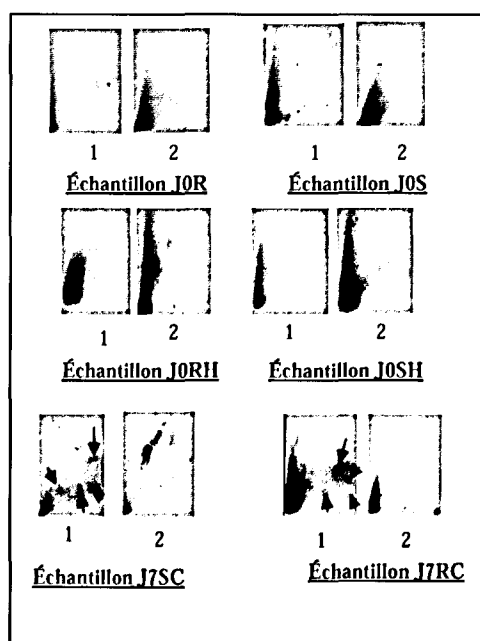 1 2 1 2
Échantillon J0R Échantillon J0S
1 2 1 2
Échantillon J0RH Échantillon J0SH
1 2 1 2
Échantillon J7SC Échantillon J7RC